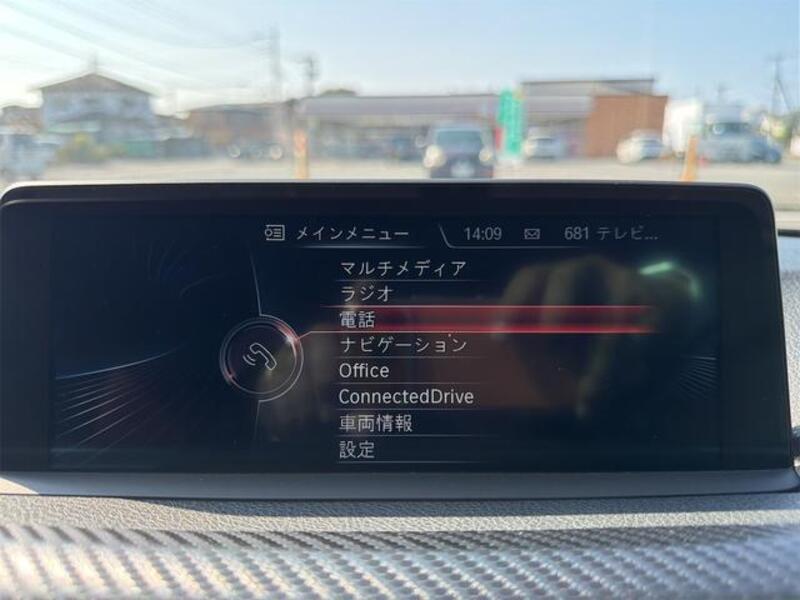 メインメニュー 14:09 681 テレビ...
マルチメディア
ラジオ
電話
ナビゲーション
Office
ConnectedDrive
車両情報
設定